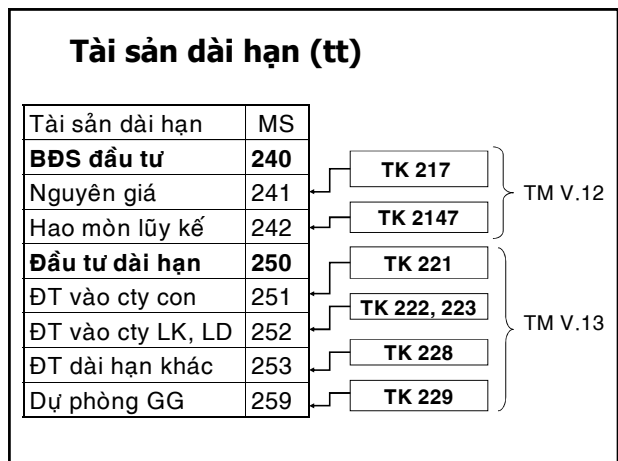 Tài sản dài hạn (tt)
Tài sản dài hạn MS
BĐS đầu tư 240
Nguyên giá 241
Hao mòn lũy kế 242
Đầu tư dài hạn 250
ĐT vào cty con 251
ĐT vào cty LK, LD 252
ĐT dài hạn khác 253
Dự phòng GG 259
TK 217
TK 2147
TM V.12
TK 221
TK 222, 223
TK 228
TK 229
TM V.13